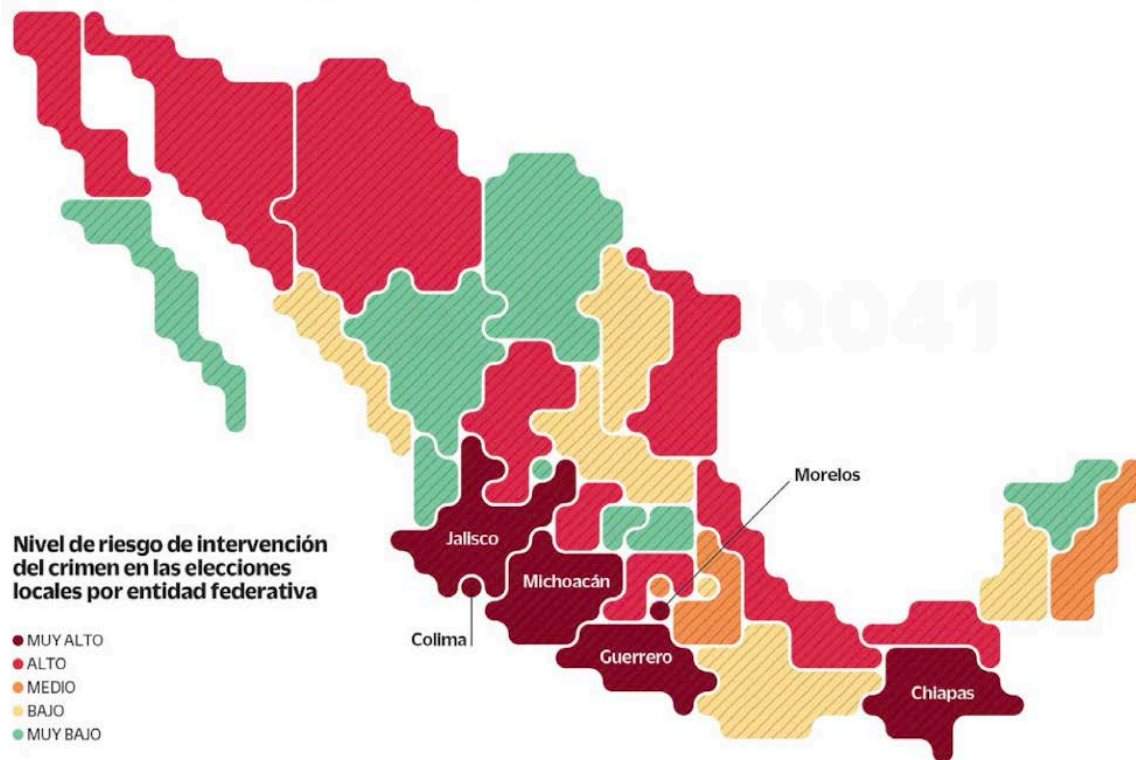 10041
Morelos
Jalisco
Michoacán
Colima
Guerrero
Chiapas
Nivel de riesgo de intervención
del crimen en las elecciones
locales por entidad federativa
MUY ALTO
ALTO
MEDIO
BAJO
MUY BAJO